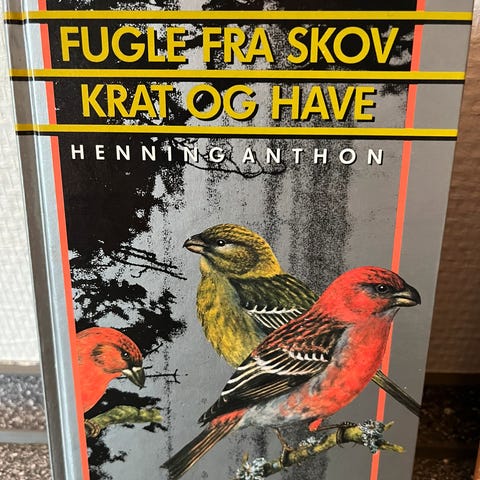 FUGLE FRA SKOV
KRAT OG HAVE
HENNING ANTHON